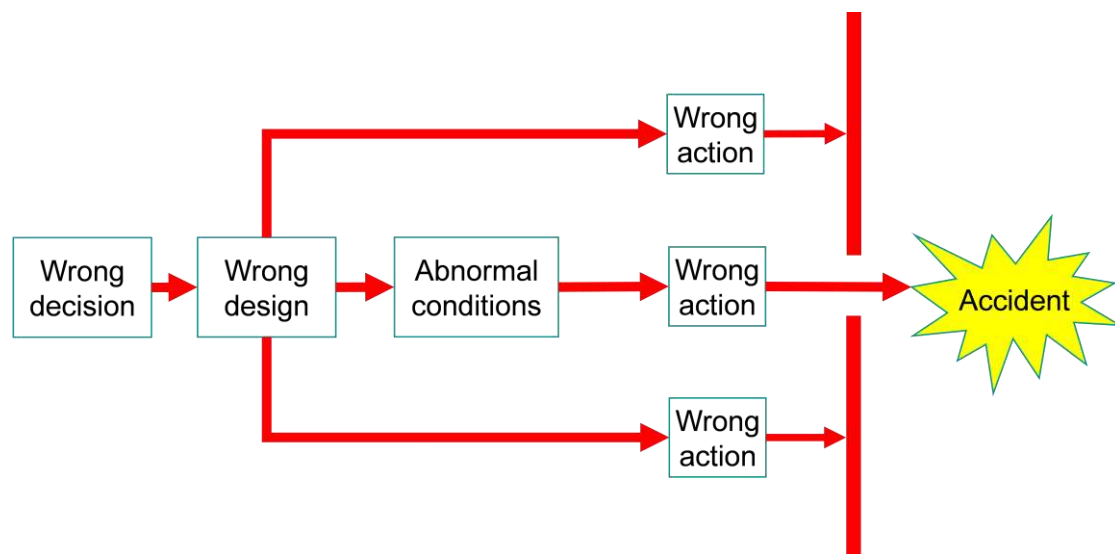 Wrong
action
Wrong
decision
Wrong
design
Abnormal
conditions
Wrong
action
Accident
Wrong
action